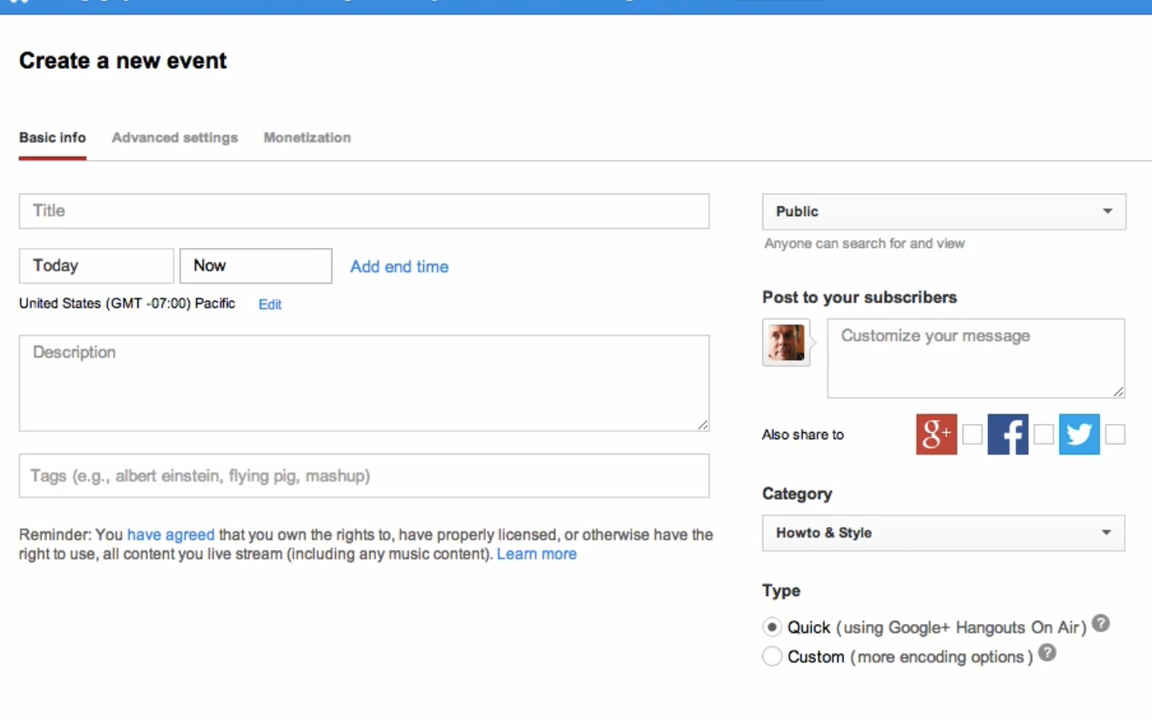 Create a new event
Basic info Advanced settings Monetization
Title
Today Now Add end time
United States (GMT -07:00) Pacific Edit
Description
Tags (e.g., albert einstein, flying pig, mashup)
Reminder: You have agreed that you own the rights to, have properly licensed, or otherwise have the
right to use, all content you live stream (including any music content). Learn more
Public
Anyone can search for and view
Post to your subscribers
Customize your message
Also share to g+ f
Category
Howto & Style
Type
Quick (using Google+ Hangouts On Air) ?
Custom (more encoding options ) ?